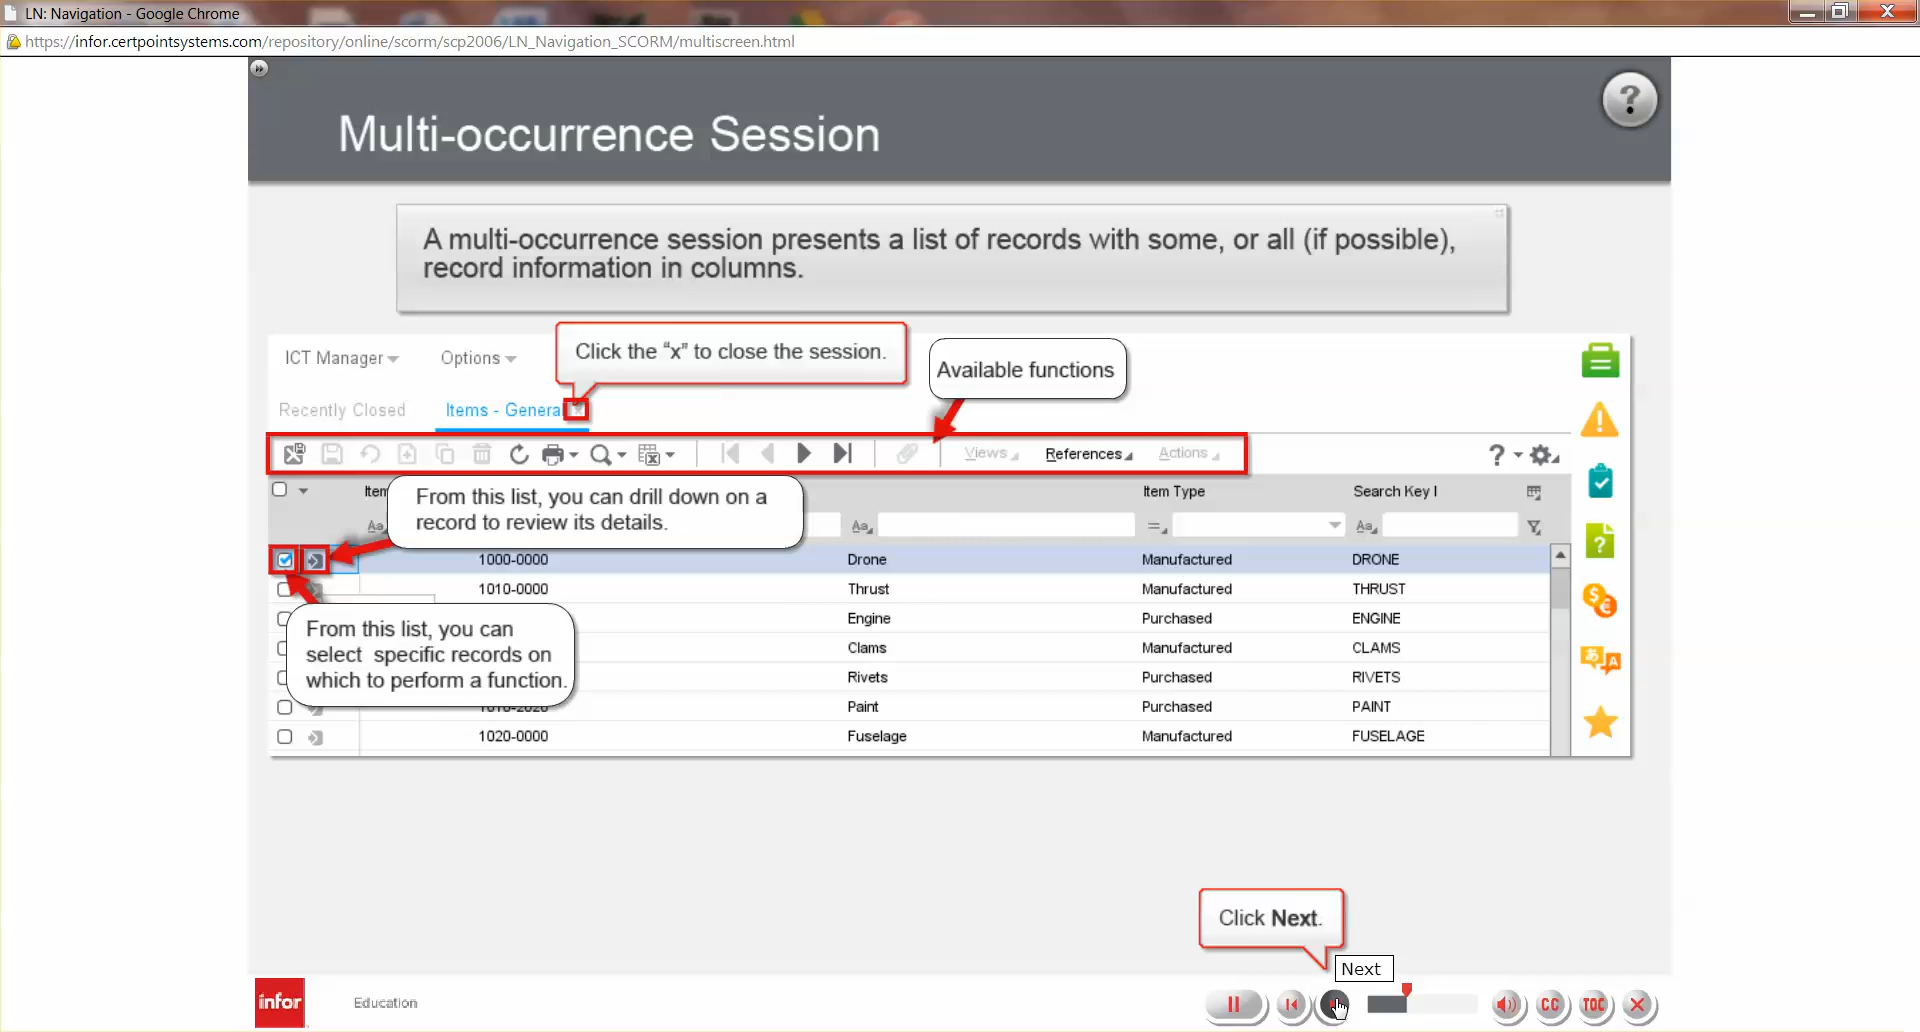 LN: Navigation - Google Chrome
https://infor.certpointsystems.com/repository/online/scorm/scp2006/LN_Navigation_SCORM/multiscreen.html
Multi-occurrence Session
A multi-occurrence session presents a list of records with some, or all (if possible),
record information in columns.
ICT Manager
Options
Click the “x” to close the session.
Available functions
Recently Closed
Items - General
Views
References
Actions
From this list, you can drill down on a
record to review its details.
Item Type
Search Key I
Aa
Aa
=
Aa
1000-0000 Drone Manufactured DRONE
1010-0000 Thrust Manufactured THRUST
Engine Purchased ENGINE
Clams Manufactured CLAMS
Rivets Purchased RIVETS
Paint Purchased PAINT
1020-0000 Fuselage Manufactured FUSELAGE
From this list, you can
select specific records on
which to perform a function.
Click Next.
Next
infor
Education
CC
TOC